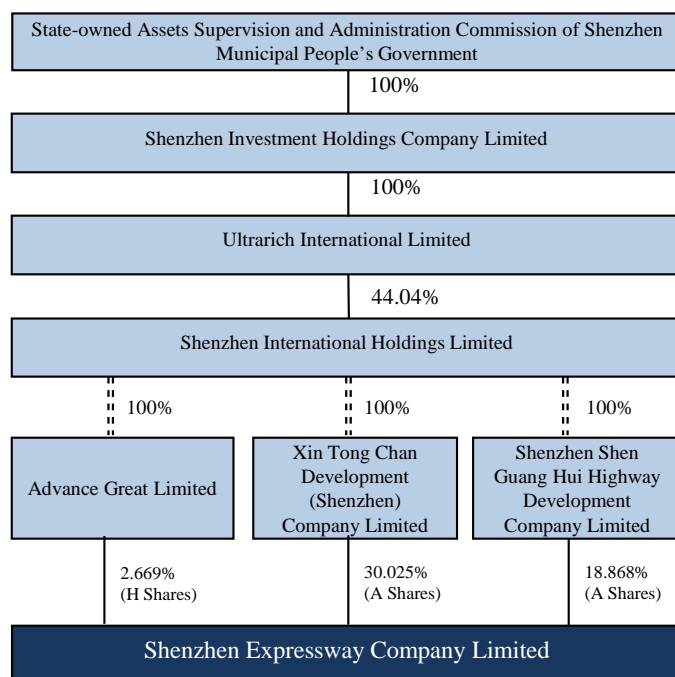 State-owned Assets Supervision and Administration Commission of Shenzhen
Municipal People’s Government
100%
Shenzhen Investment Holdings Company Limited
100%
Ultrarich International Limited
44.04%
Shenzhen International Holdings Limited
100%
100%
100%
Advance Great Limited
Xin Tong Chan
Development
(Shenzhen)
Company Limited
Shenzhen Shen
Guang Hui Highway
Development
Company Limited
2.669%
(H Shares)
30.025%
(A Shares)
18.868%
(A Shares)
Shenzhen Expressway Company Limited